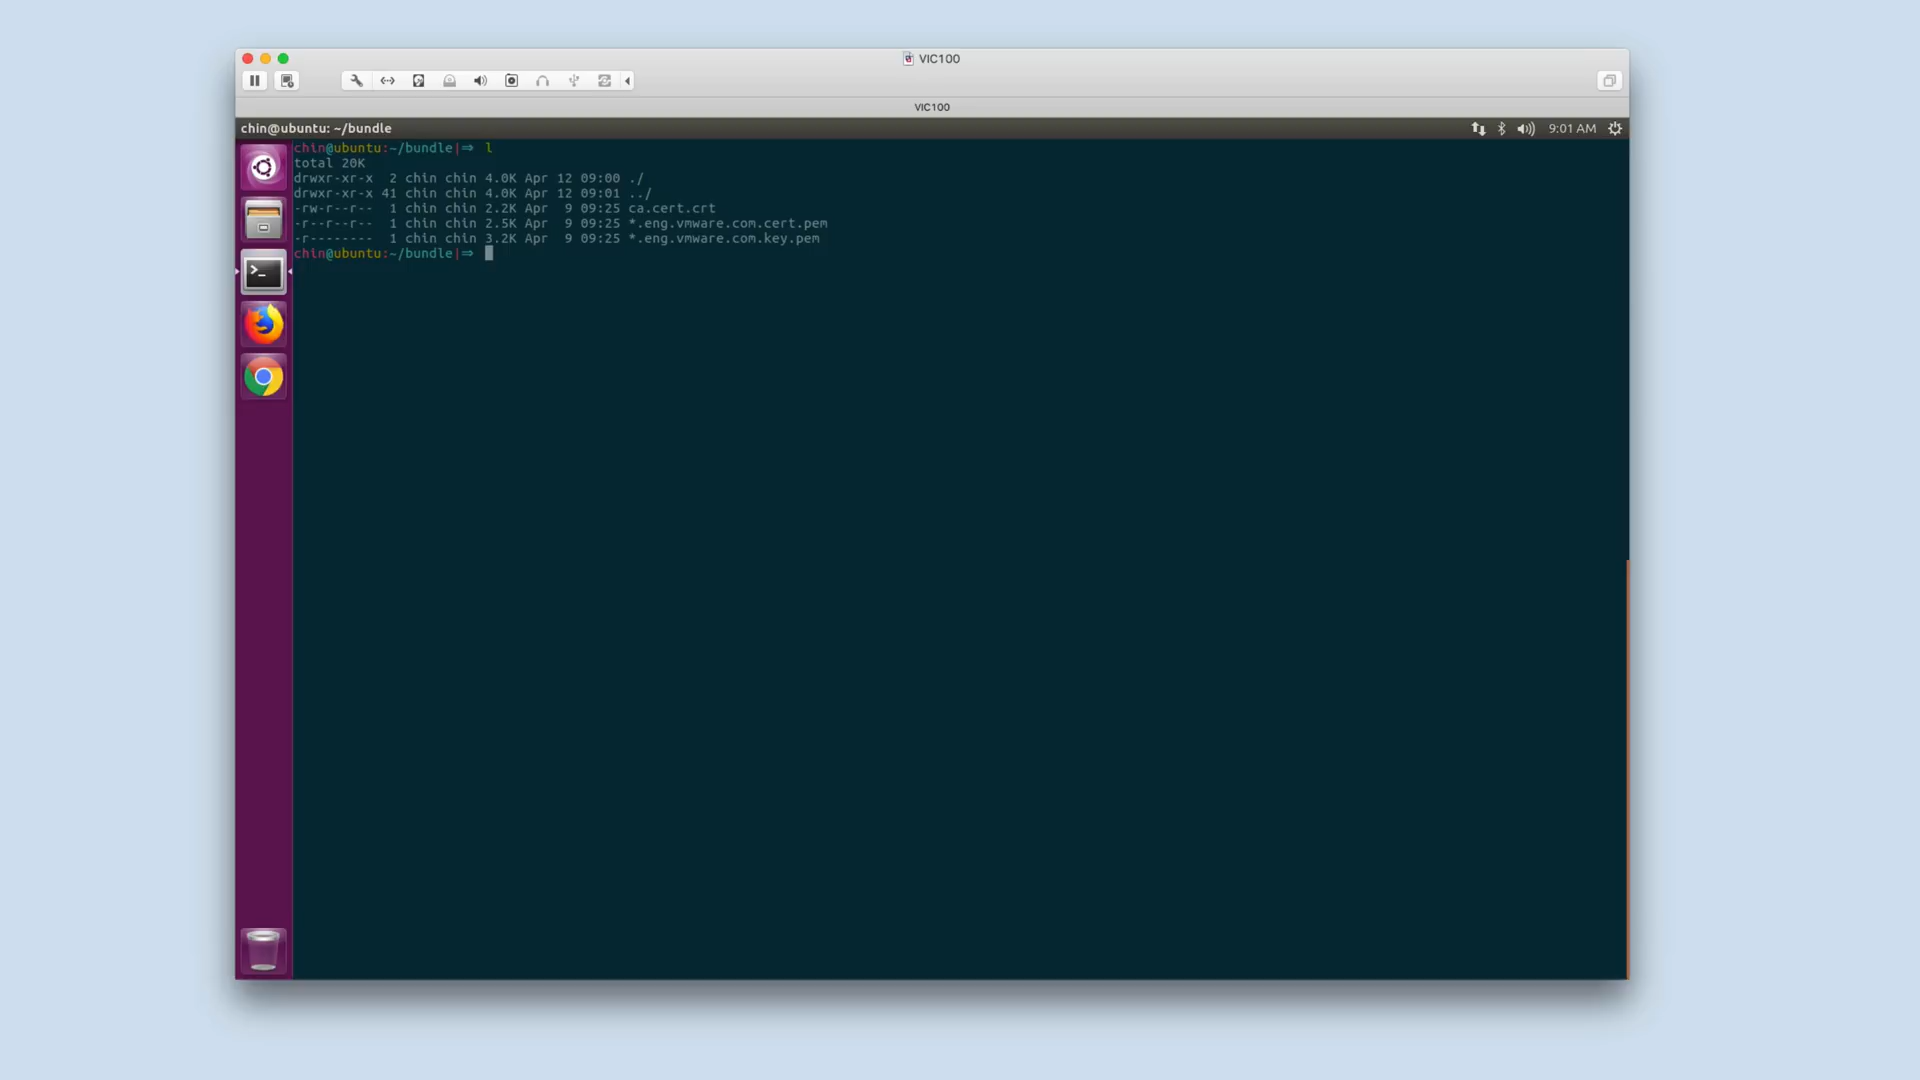 VIC100
VIC100
chin@ubuntu: ~/bundle
9:01 AM
chin@ubuntu:~/bundle|⇒ l
total 20K
drwxr-xr-x  2 chin chin 4.0K Apr 12 09:00 ./
drwxr-xr-x 41 chin chin 4.0K Apr 12 09:01 ../
-rw-r--r--  1 chin chin 2.2K Apr  9 09:25 ca.cert.crt
-r--r--r--  1 chin chin 2.5K Apr  9 09:25 *.eng.vmware.com.cert.pem
-r--------  1 chin chin 3.2K Apr  9 09:25 *.eng.vmware.com.key.pem
chin@ubuntu:~/bundle|⇒